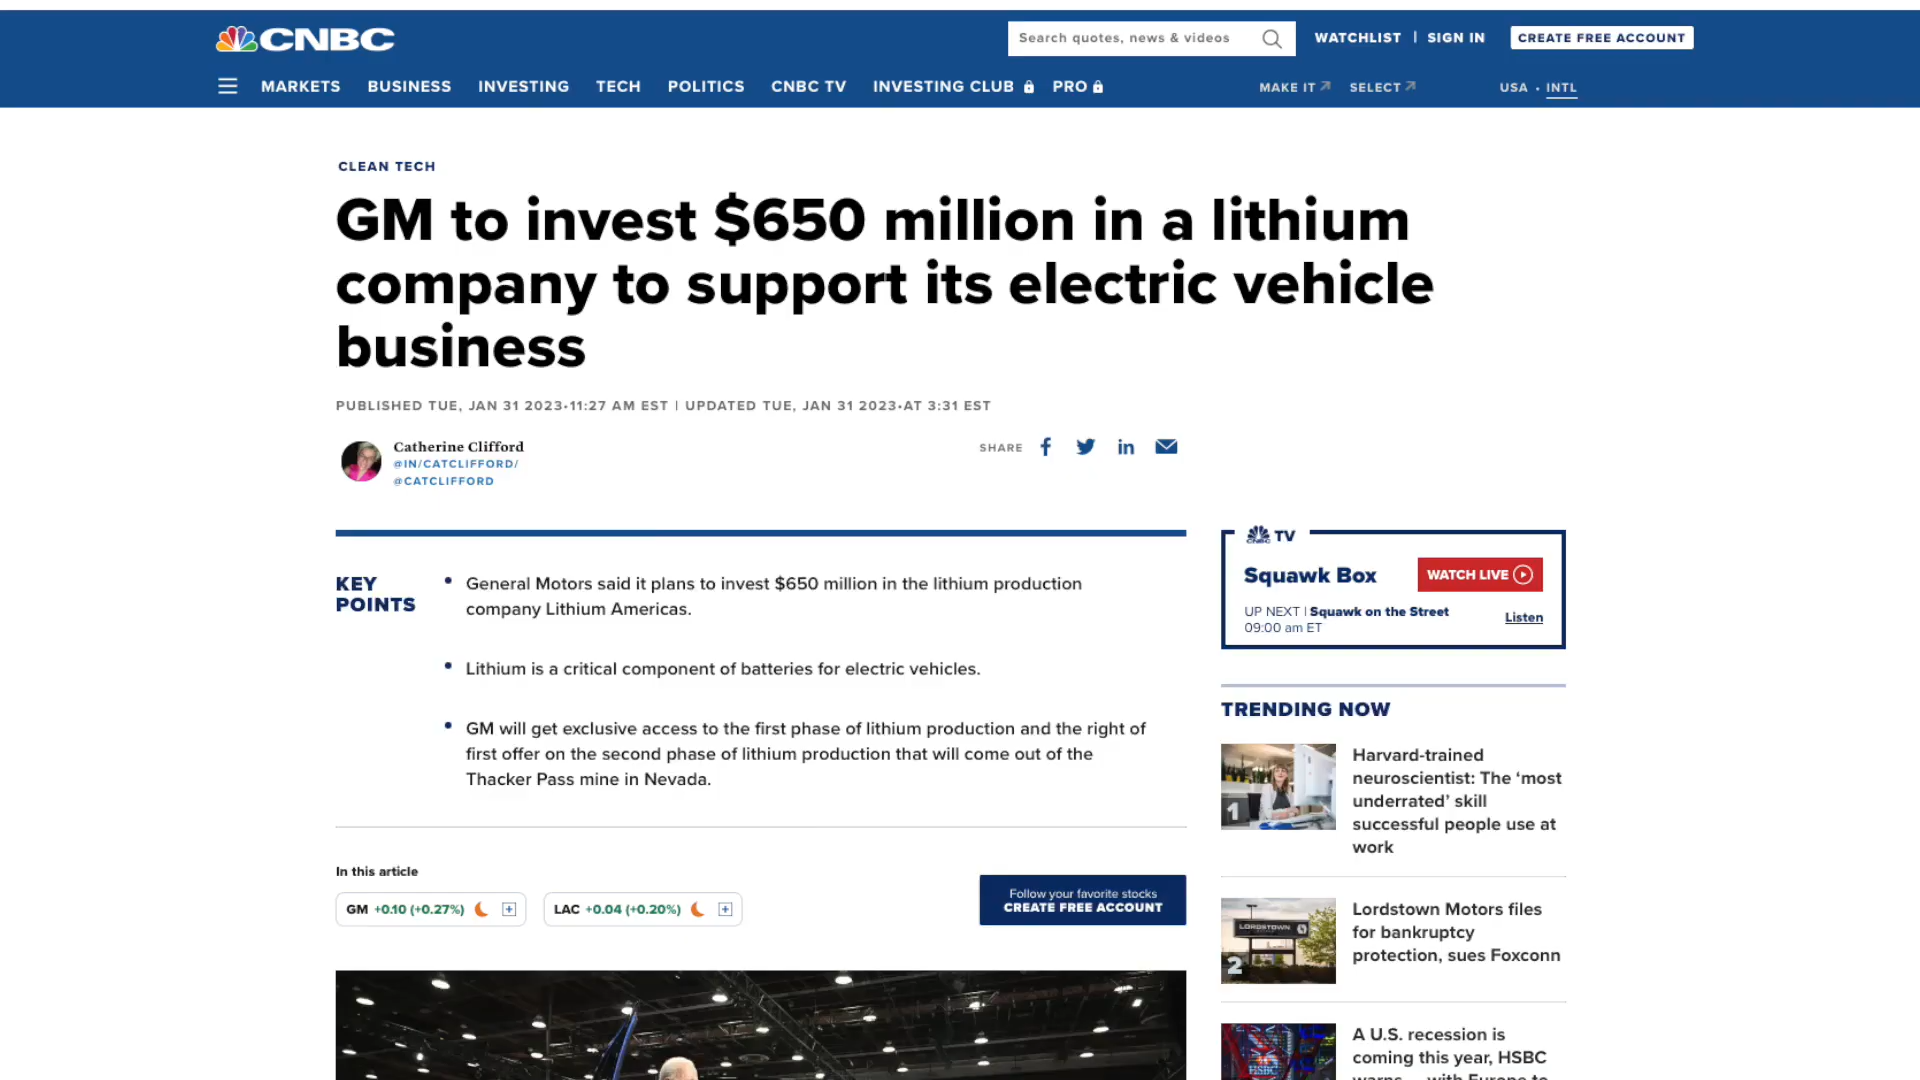 CNBC
Search quotes, news & videos
WATCHLIST | SIGN IN
CREATE FREE ACCOUNT
MARKETS BUSINESS INVESTING TECH POLITICS CNBC TV INVESTING CLUB PRO
MAKE IT SELECT
USA • INTL
CLEAN TECH
GM to invest $650 million in a lithium
company to support its electric vehicle
business
PUBLISHED TUE, JAN 31 2023•11:27 AM EST | UPDATED TUE, JAN 31 2023•AT 3:31 EST
Catherine Clifford
@IN/CATCLIFFORD/
@CATCLIFFORD
SHARE
KEY
POINTS
• General Motors said it plans to invest $650 million in the lithium production
company Lithium Americas.
• Lithium is a critical component of batteries for electric vehicles.
• GM will get exclusive access to the first phase of lithium production and the right of
first offer on the second phase of lithium production that will come out of the
Thacker Pass mine in Nevada.
In this article
GM +0.10 (+0.27%)
LAC +0.04 (+0.20%)
Follow your favorite stocks
CREATE FREE ACCOUNT
CNBC TV
Squawk Box
WATCH LIVE
UP NEXT | Squawk on the Street
09:00 am ET
Listen
TRENDING NOW
1
Harvard-trained
neuroscientist: The ‘most
underrated’ skill
successful people use at
work
LORDSTOWN
2
Lordstown Motors files
for bankruptcy
protection, sues Foxconn
HSBC
A U.S. recession is
coming this year, HSBC
warns — with Europe to